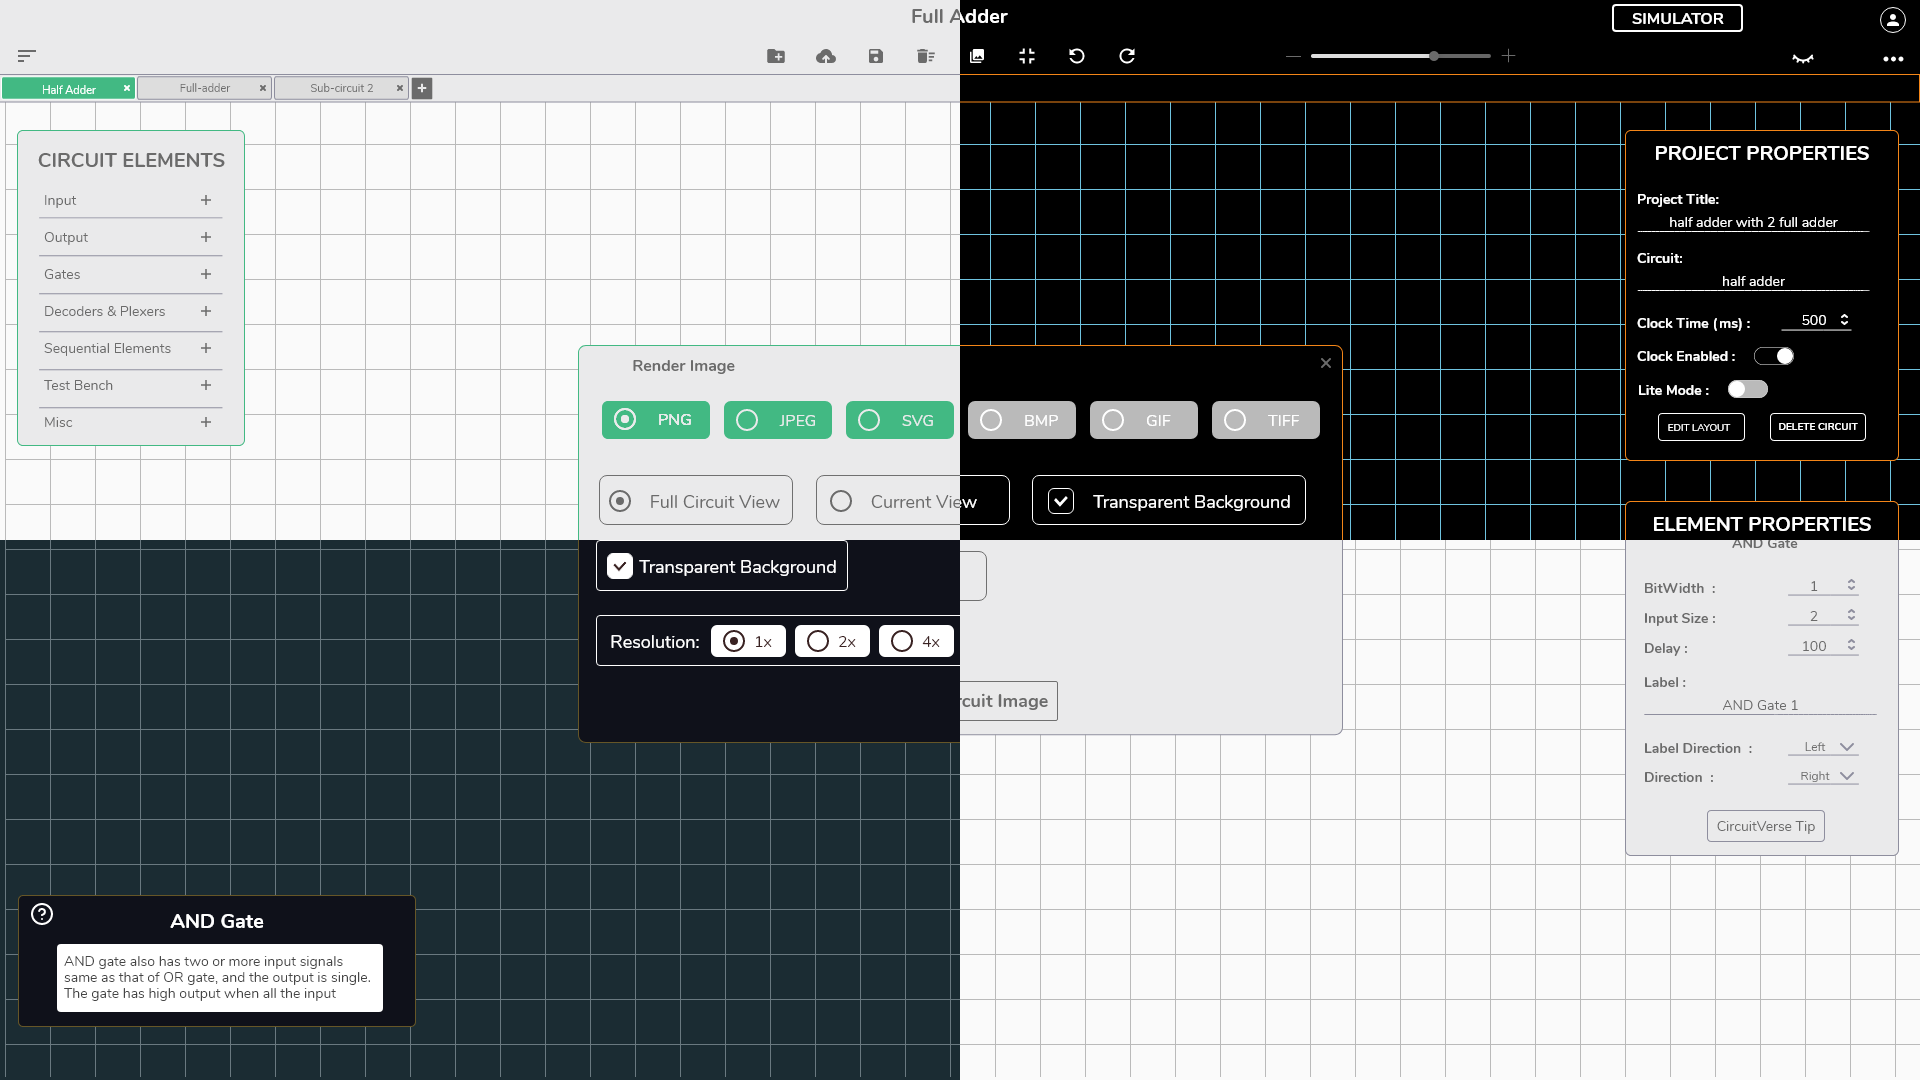 Full Adder
SIMULATOR
Half Adder
Full-adder
Sub-circuit 2
CIRCUIT ELEMENTS
Input
Output
Gates
Decoders & Plexers
Sequential Elements
Test Bench
Misc
PROJECT PROPERTIES
Project Title:
half adder with 2 full adder
Circuit:
half adder
Clock Time (ms) : 500
Clock Enabled :
Lite Mode :
EDIT LAYOUT DELETE CIRCUIT
Render Image
PNG JPEG SVG BMP GIF TIFF
Full Circuit View Current View Transparent Background
Transparent Background
Resolution: 1x 2x 4x
rcuit Image
ELEMENT PROPERTIES
AND Gate
BitWidth : 1
Input Size : 2
Delay : 100
Label :
AND Gate 1
Label Direction : Left
Direction : Right
CircuitVerse Tip
AND Gate
AND gate also has two or more input signals
same as that of OR gate, and the output is single.
The gate has high output when all the input